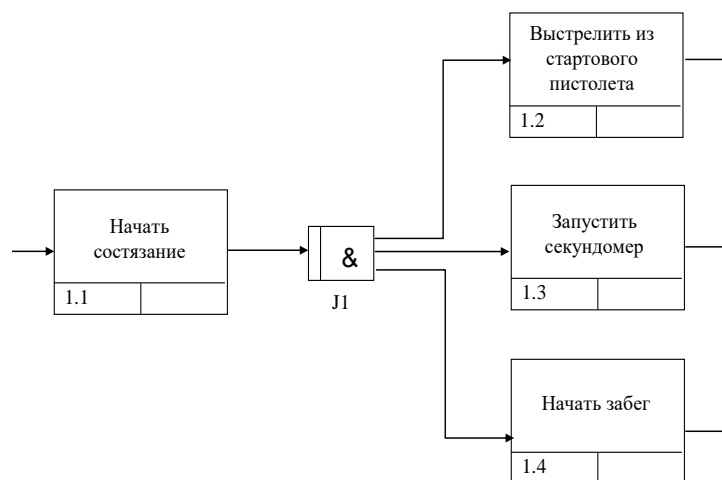 Выстрелить из
стартового
пистолета
1.2
Начать
состязание
1.1
&
J1
Запустить
секундомер
1.3
Начать забег
1.4